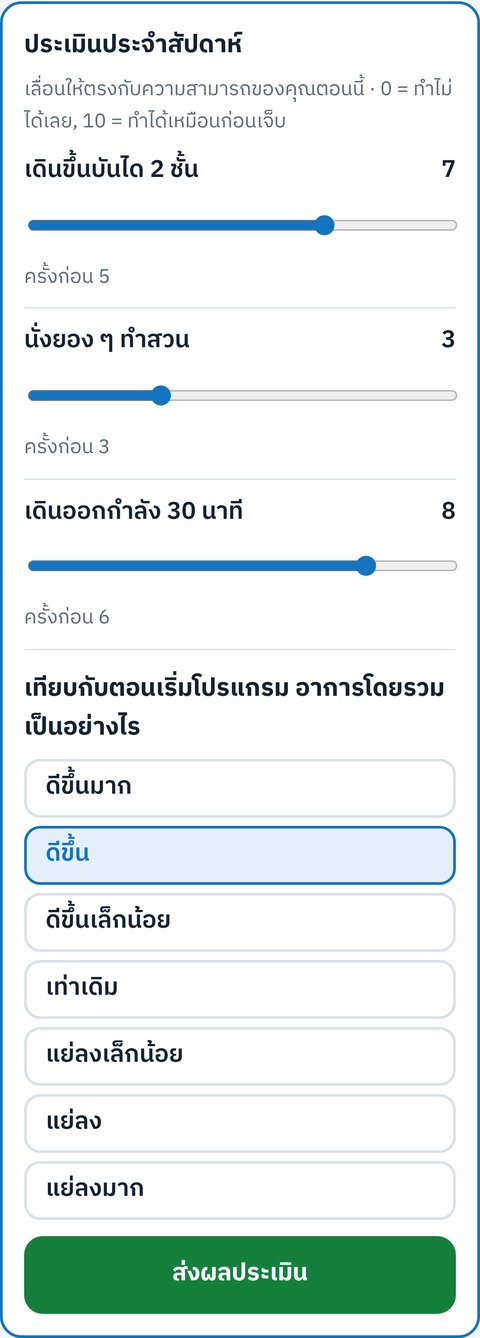 ประเมินประจำสัปดาห์
เลื่อนให้ตรงกับความสามารถของคุณตอนนี้ · 0 = ทำไม่
ได้เลย, 10 = ทำได้เหมือนก่อนเจ็บ
เดินขึ้นบันได 2 ชั้น 7
ครั้งก่อน 5
นั่งยอง ๆ ทำสวน 3
ครั้งก่อน 3
เดินออกกำลัง 30 นาที 8
ครั้งก่อน 6
เทียบกับตอนเริ่มโปรแกรม อาการโดยรวม
เป็นอย่างไร
ดีขึ้นมาก
ดีขึ้น
ดีขึ้นเล็กน้อย
เท่าเดิม
แย่ลงเล็กน้อย
แย่ลง
แย่ลงมาก
ส่งผลประเมิน